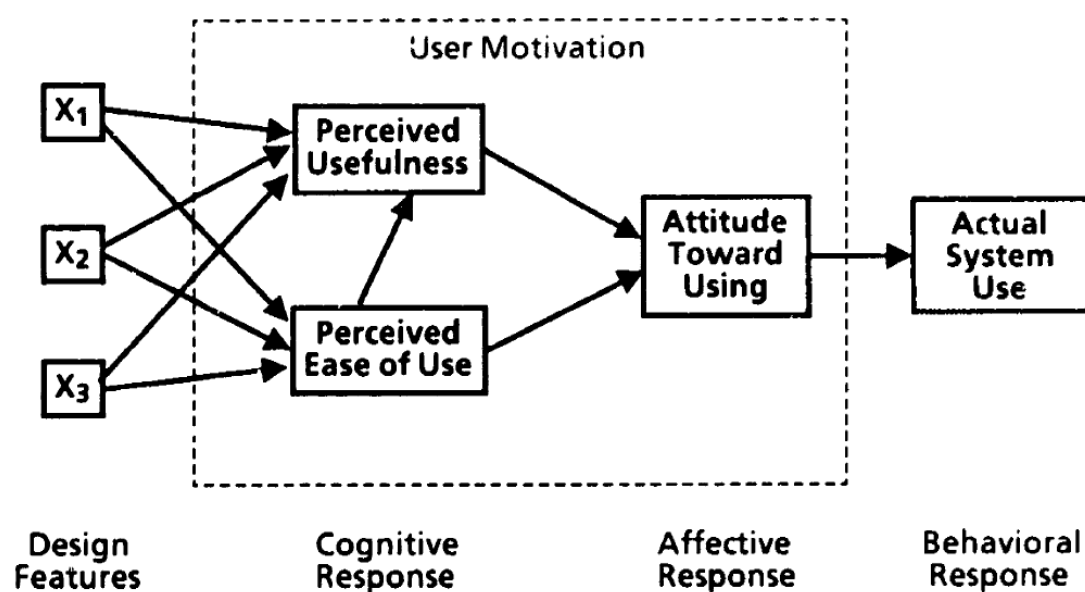 User Motivation
X1
X2
X3
Perceived
Usefulness
Perceived
Ease of Use
Attitude
Toward
Using
Actual
System
Use
Design
Features
Cognitive
Response
Affective
Response
Behavioral
Response